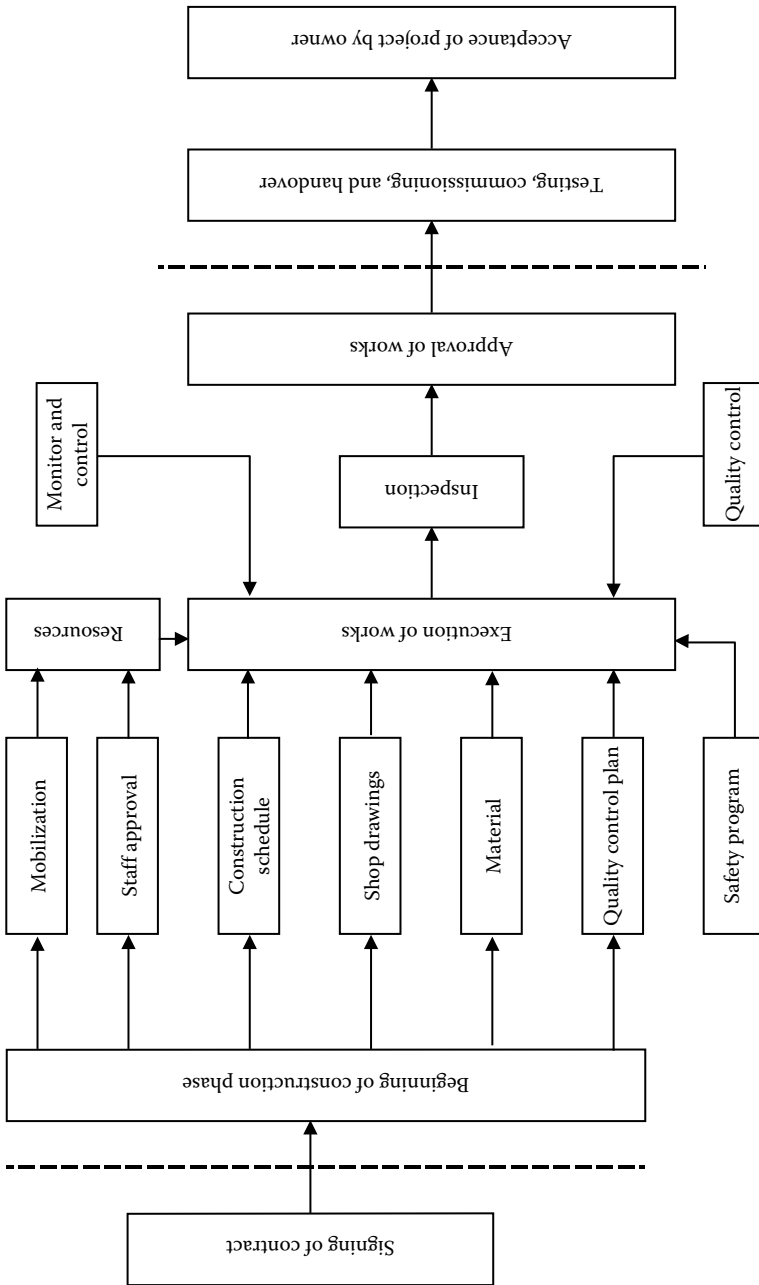 Signing of contract
Beginning of construction phase
Mobilization
Staff approval
Construction
schedule
Shop drawings
Material
Quality control plan
Safety program
Resources
Execution of works
Monitor and
control
Inspection
Quality control
Approval of works
Testing, commissioning, and handover
Acceptance of project by owner